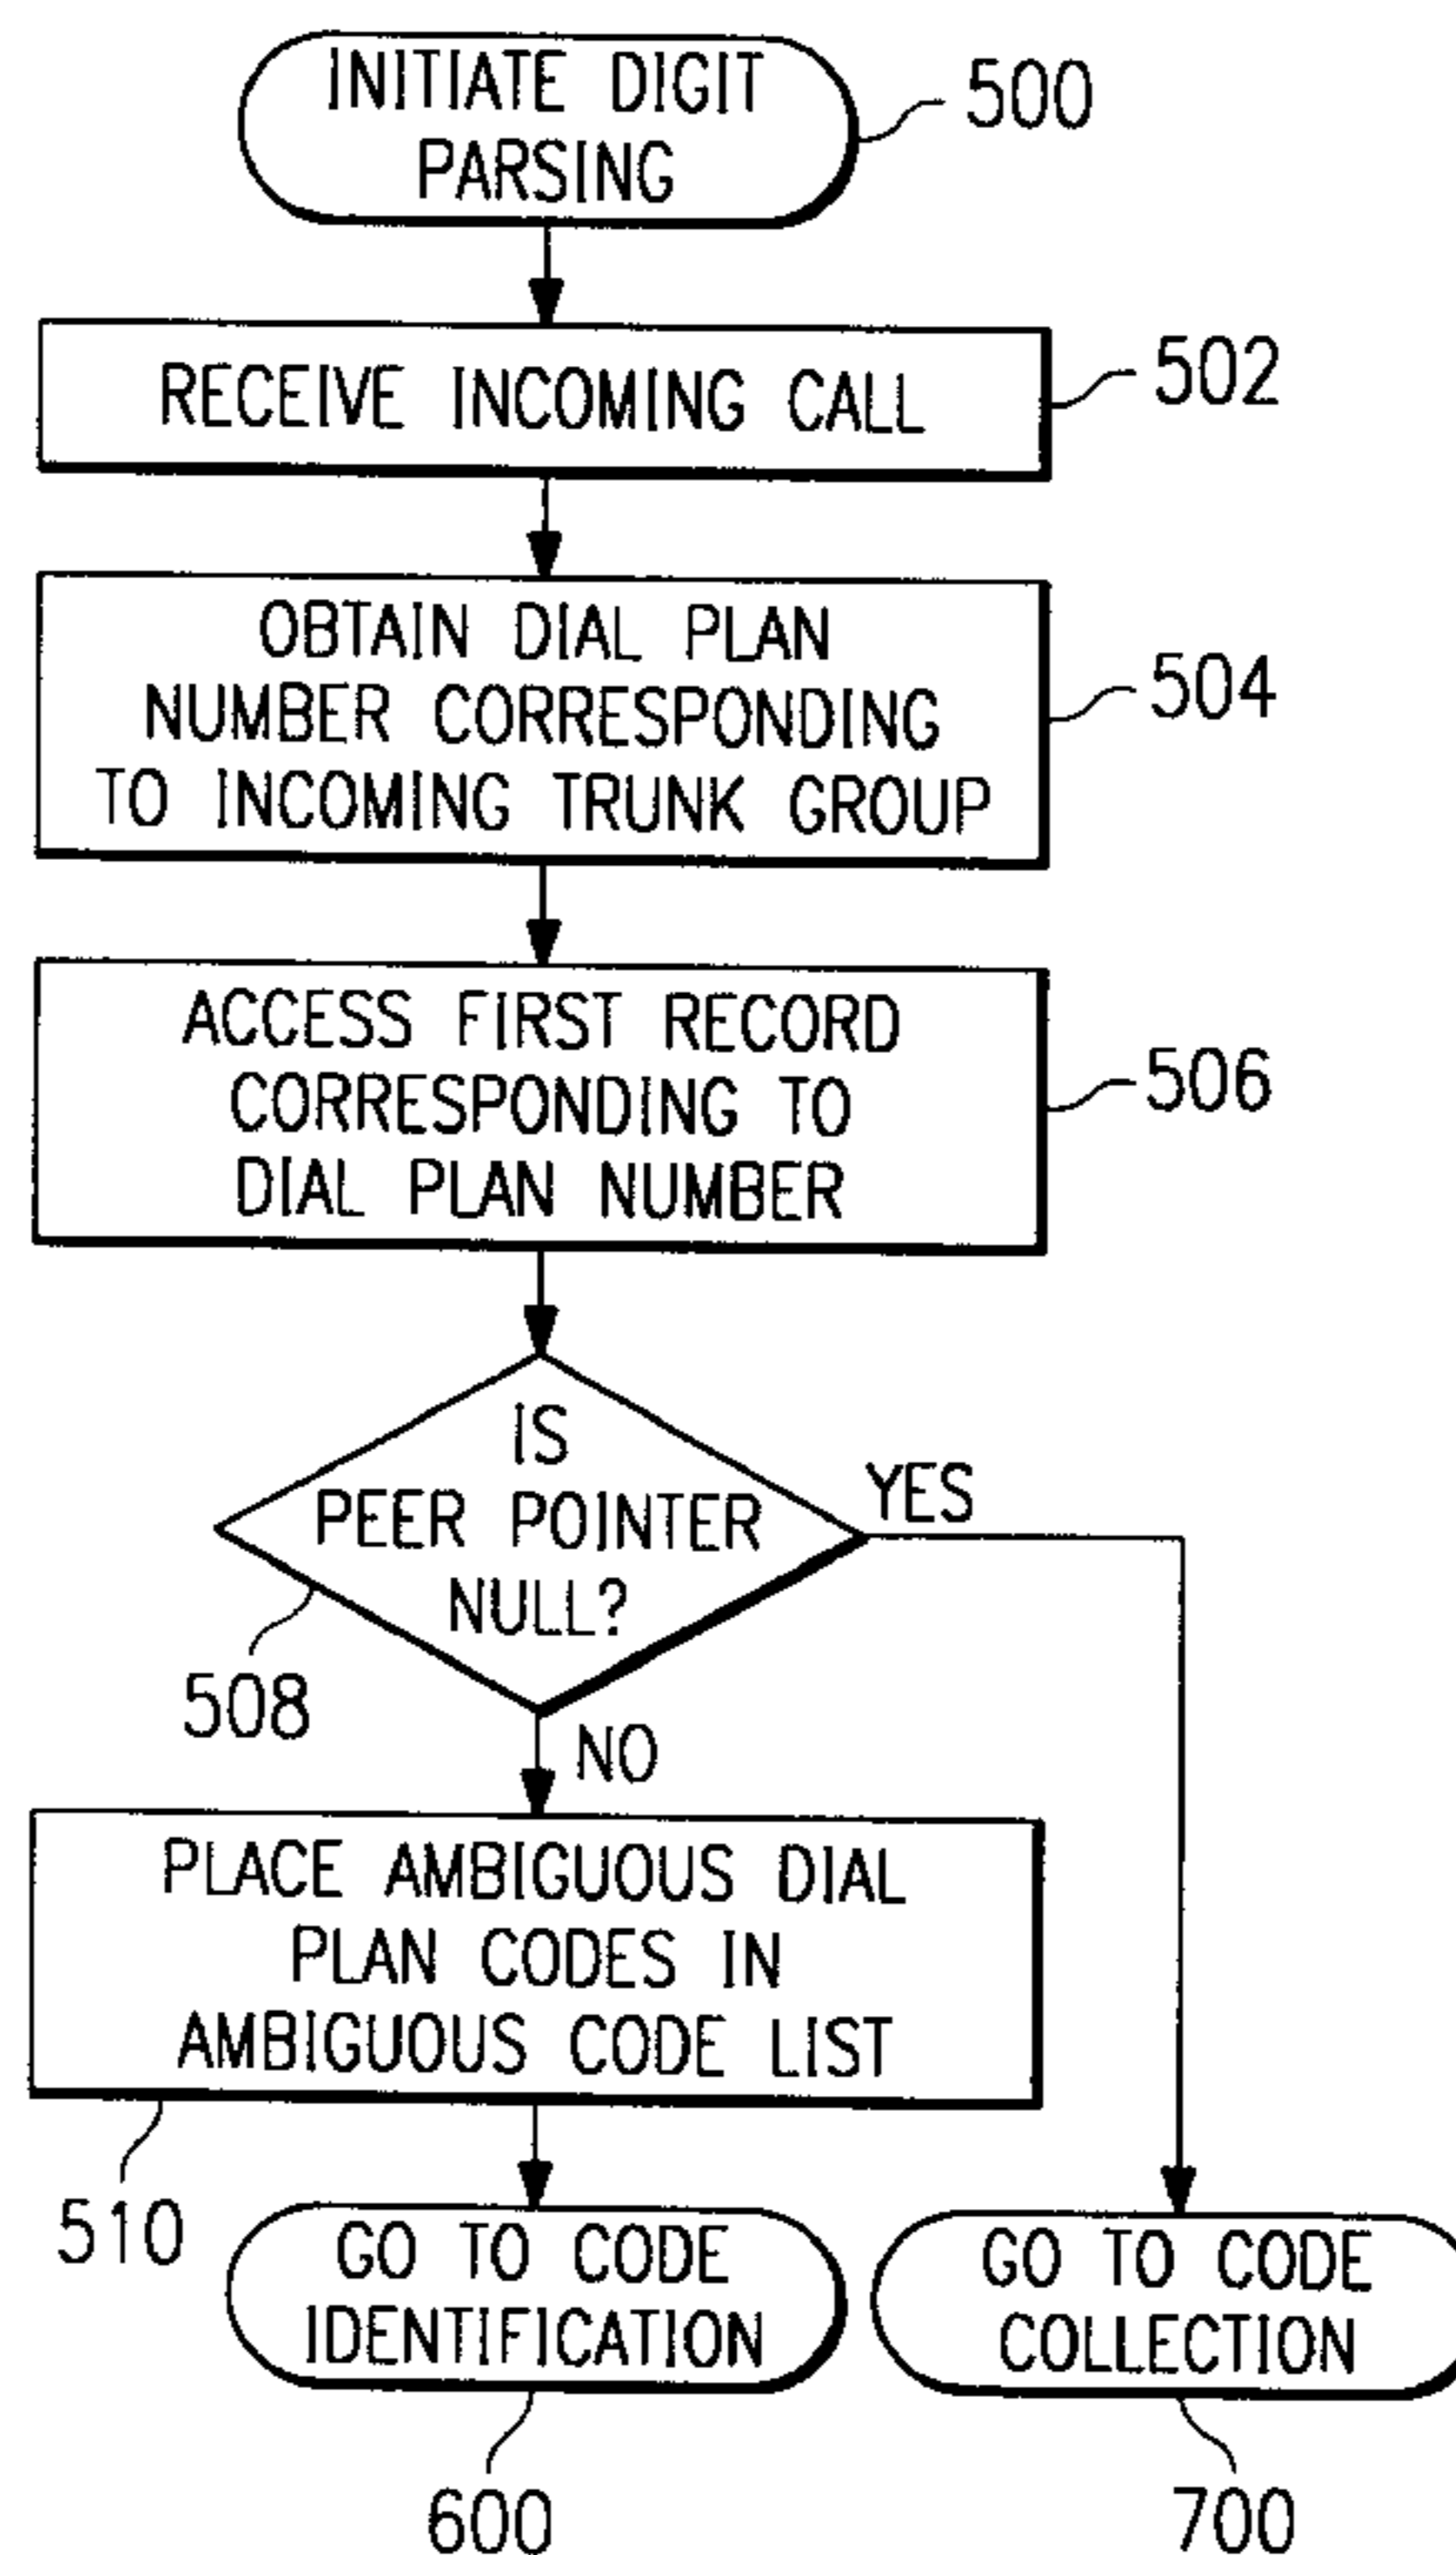 INITIATE DIGIT
PARSING
500
RECEIVE INCOMING CALL
502
OBTAIN DIAL PLAN
NUMBER CORRESPONDING
TO INCOMING TRUNK GROUP
504
ACCESS FIRST RECORD
CORRESPONDING TO
DIAL PLAN NUMBER
506
IS
PEER POINTER
NULL?
YES
508
NO
PLACE AMBIGUOUS DIAL
PLAN CODES IN
AMBIGUOUS CODE LIST
510
GO TO CODE
IDENTIFICATION
GO TO CODE
COLLECTION
600
700